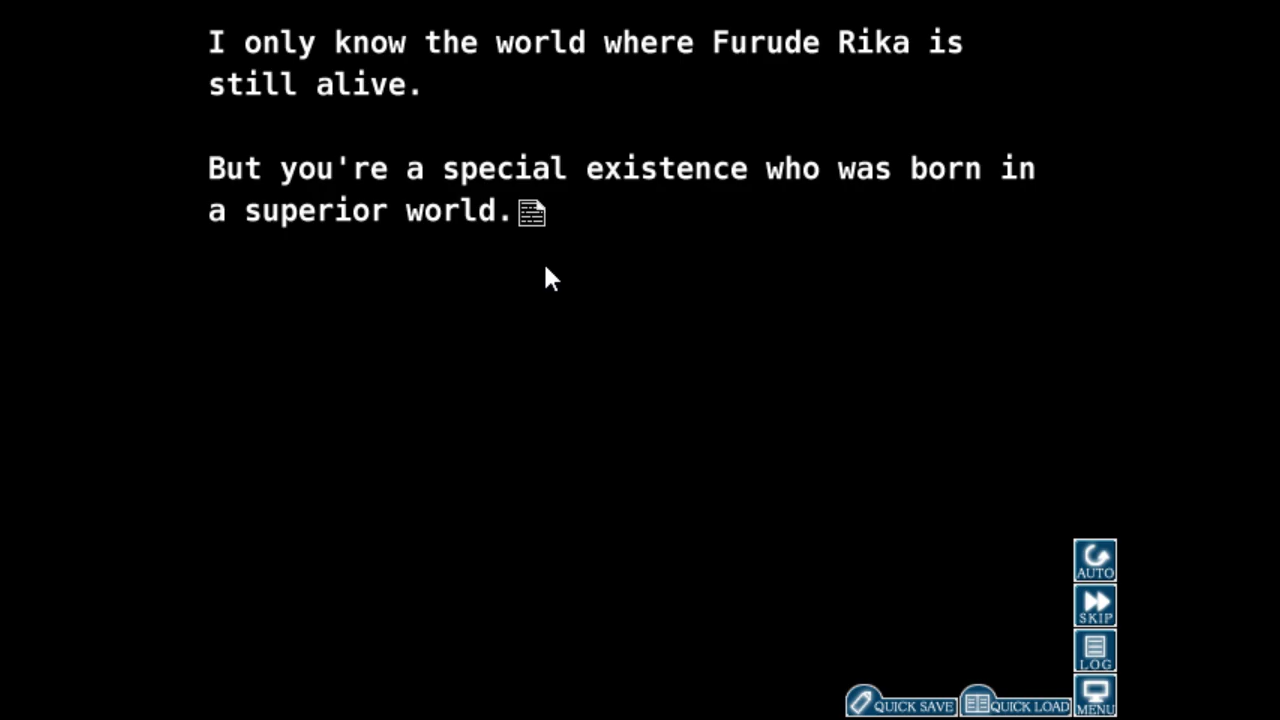 I only know the world where Furude Rika is
still alive.
But you're a special existence who was born in
a superior world.
AUTO
SKIP
LOG
QUICK SAVE
QUICK LOAD
MENU